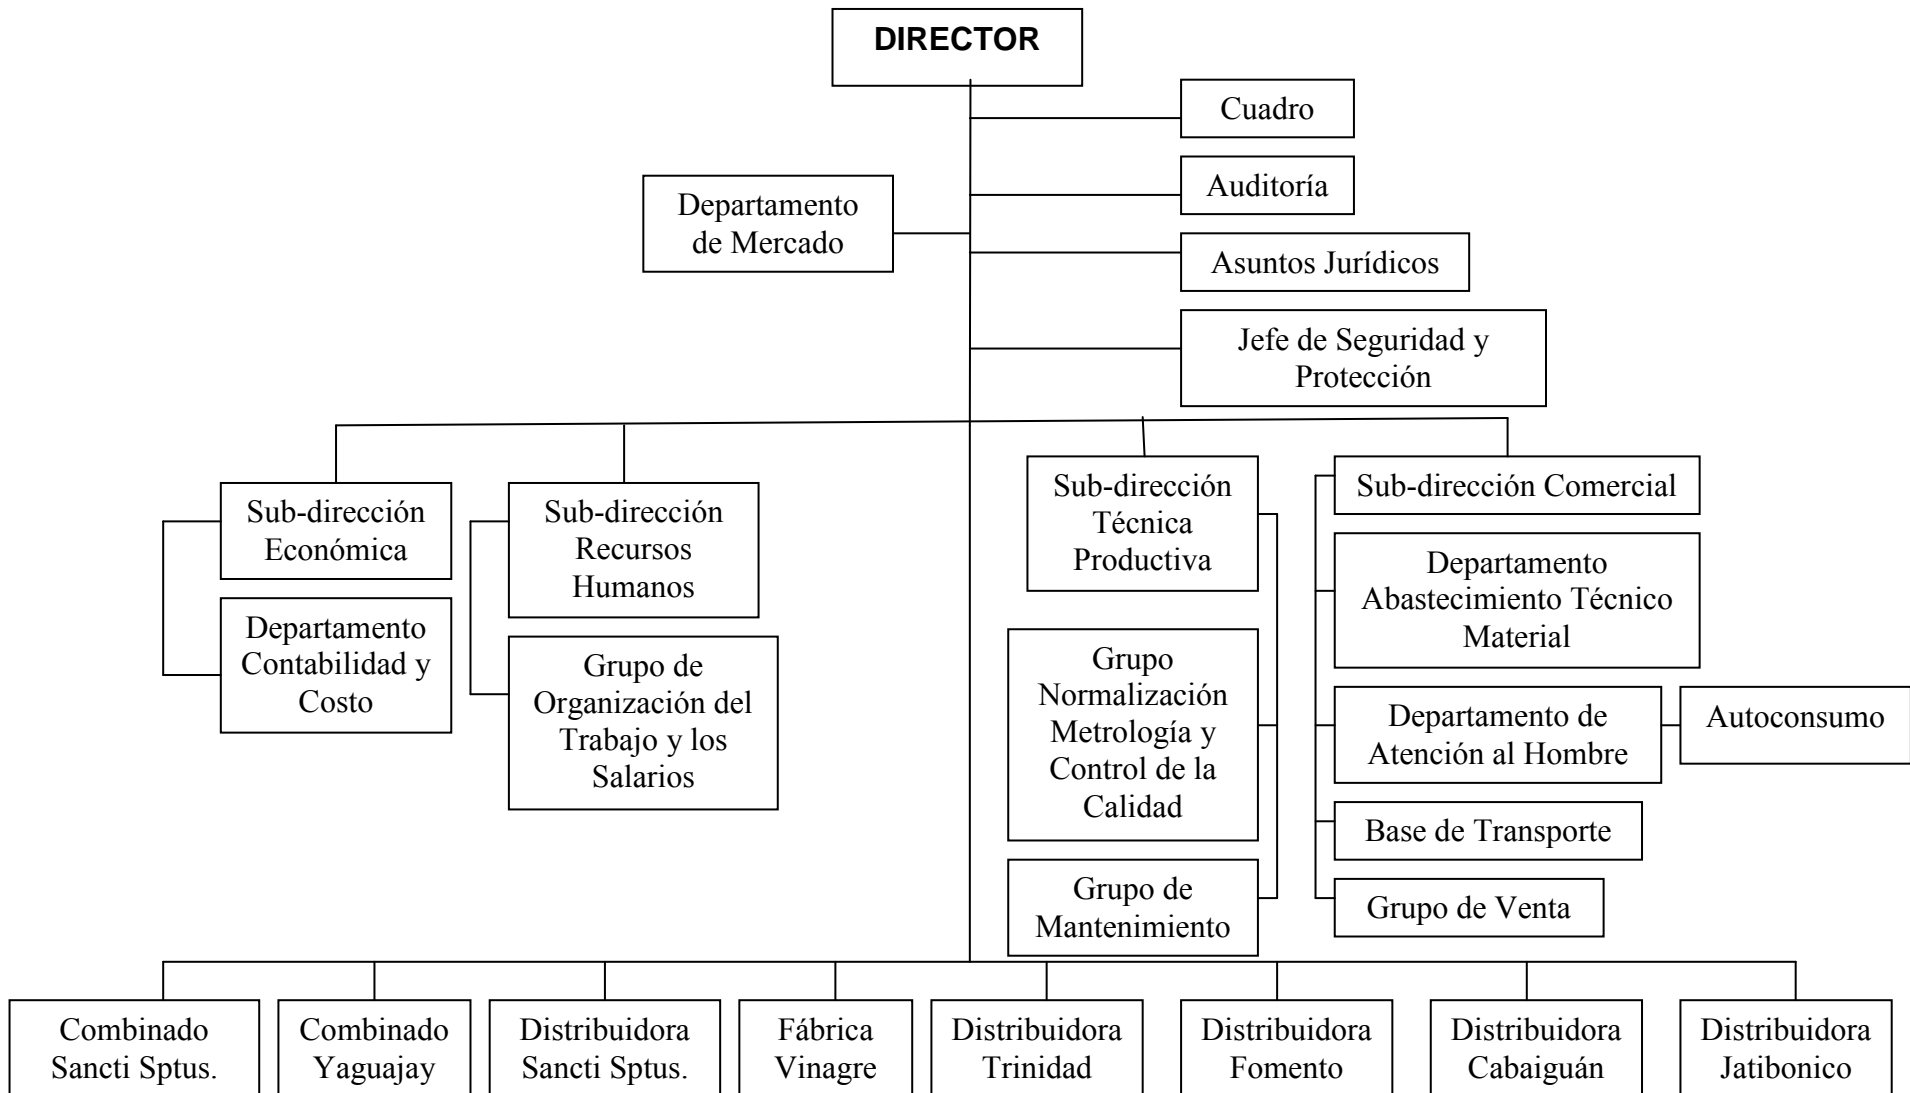 DIRECTOR
Cuadro
Auditoría
Departamento
de Mercado
Asuntos Jurídicos
Jefe de Seguridad y
Protección
Sub-dirección
Económica
Departamento
Contabilidad y
Costo
Sub-dirección
Recursos
Humanos
Grupo de
Organización del
Trabajo y los
Salarios
Sub-dirección
Técnica
Productiva
Grupo
Normalización
Metrología y
Control de la
Calidad
Grupo de
Mantenimiento
Sub-dirección Comercial
Departamento
Abastecimiento Técnico
Material
Departamento de
Atención al Hombre
Autoconsumo
Base de Transporte
Grupo de Venta
Combinado
Sancti Sptus.
Combinado
Yaguajay
Distribuidora
Sancti Sptus.
Fábrica
Vinagre
Distribuidora
Trinidad
Distribuidora
Fomento
Distribuidora
Cabaiguán
Distribuidora
Jatibonico